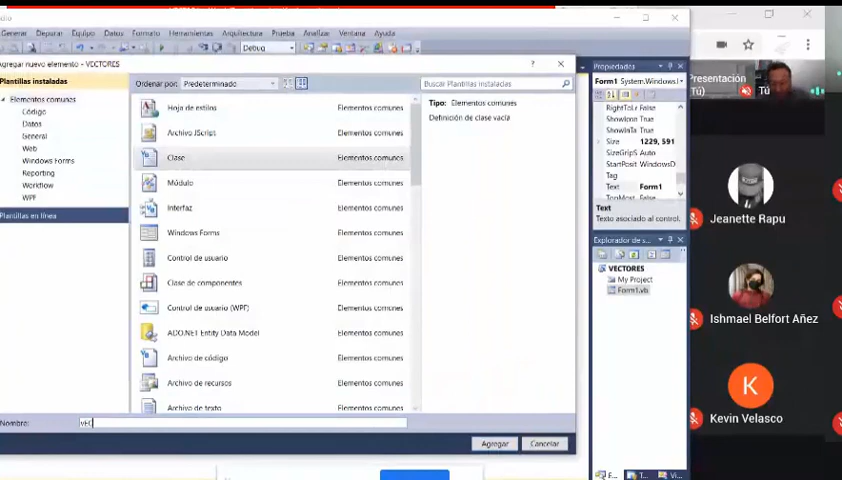 Generar Depurar Equipo Datos Formato Herramientas Arquitectura Prueba Analizar Ventana Ayuda
Debug
Agregar nuevo elemento - VECTORES
Plantillas instaladas
Elementos comunes
Código
Datos
General
Web
Windows Forms
Reporting
Workflow
WPF
Plantillas en línea
Ordenar por: Predeterminado
Hoja de estilos Elementos comunes
Archivo JScript Elementos comunes
Clase Elementos comunes
Módulo Elementos comunes
Interfaz Elementos comunes
Windows Forms Elementos comunes
Control de usuario Elementos comunes
Clase de componentes Elementos comunes
Control de usuario (WPF) Elementos comunes
ADO.NET Entity Data Model Elementos comunes
Archivo de código Elementos comunes
Archivo de recursos Elementos comunes
Archivo de texto Elementos comunes
Buscar Plantillas instaladas
Tipo: Elementos comunes
Definición de clase vacía
Nombre: vEC
Agregar Cancelar
Propiedades
Form1 System.Windows
RightToLe False
ShowIcon True
ShowInTa True
Size 1229, 591
SizeGripS Auto
StartPosit WindowsD
Tag
Text Form1
TopMost False
Text
Texto asociado al control.
Explorador de s...
VECTORES
My Project
Form1.vb
F... T... Vi...
Presentación
(Tú)
Tú
Jeanette Rapu
Ishmael Belfort Añez
K
Kevin Velasco